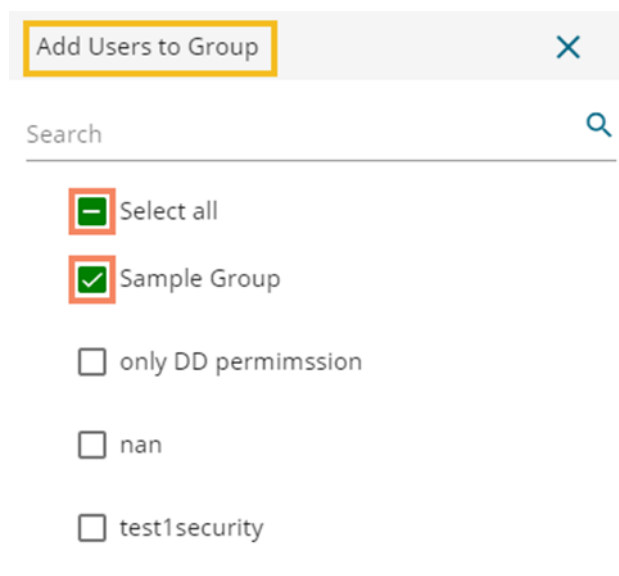 Add Users to Group
Search
Select all
Sample Group
only DD permimssion
nan
test1security